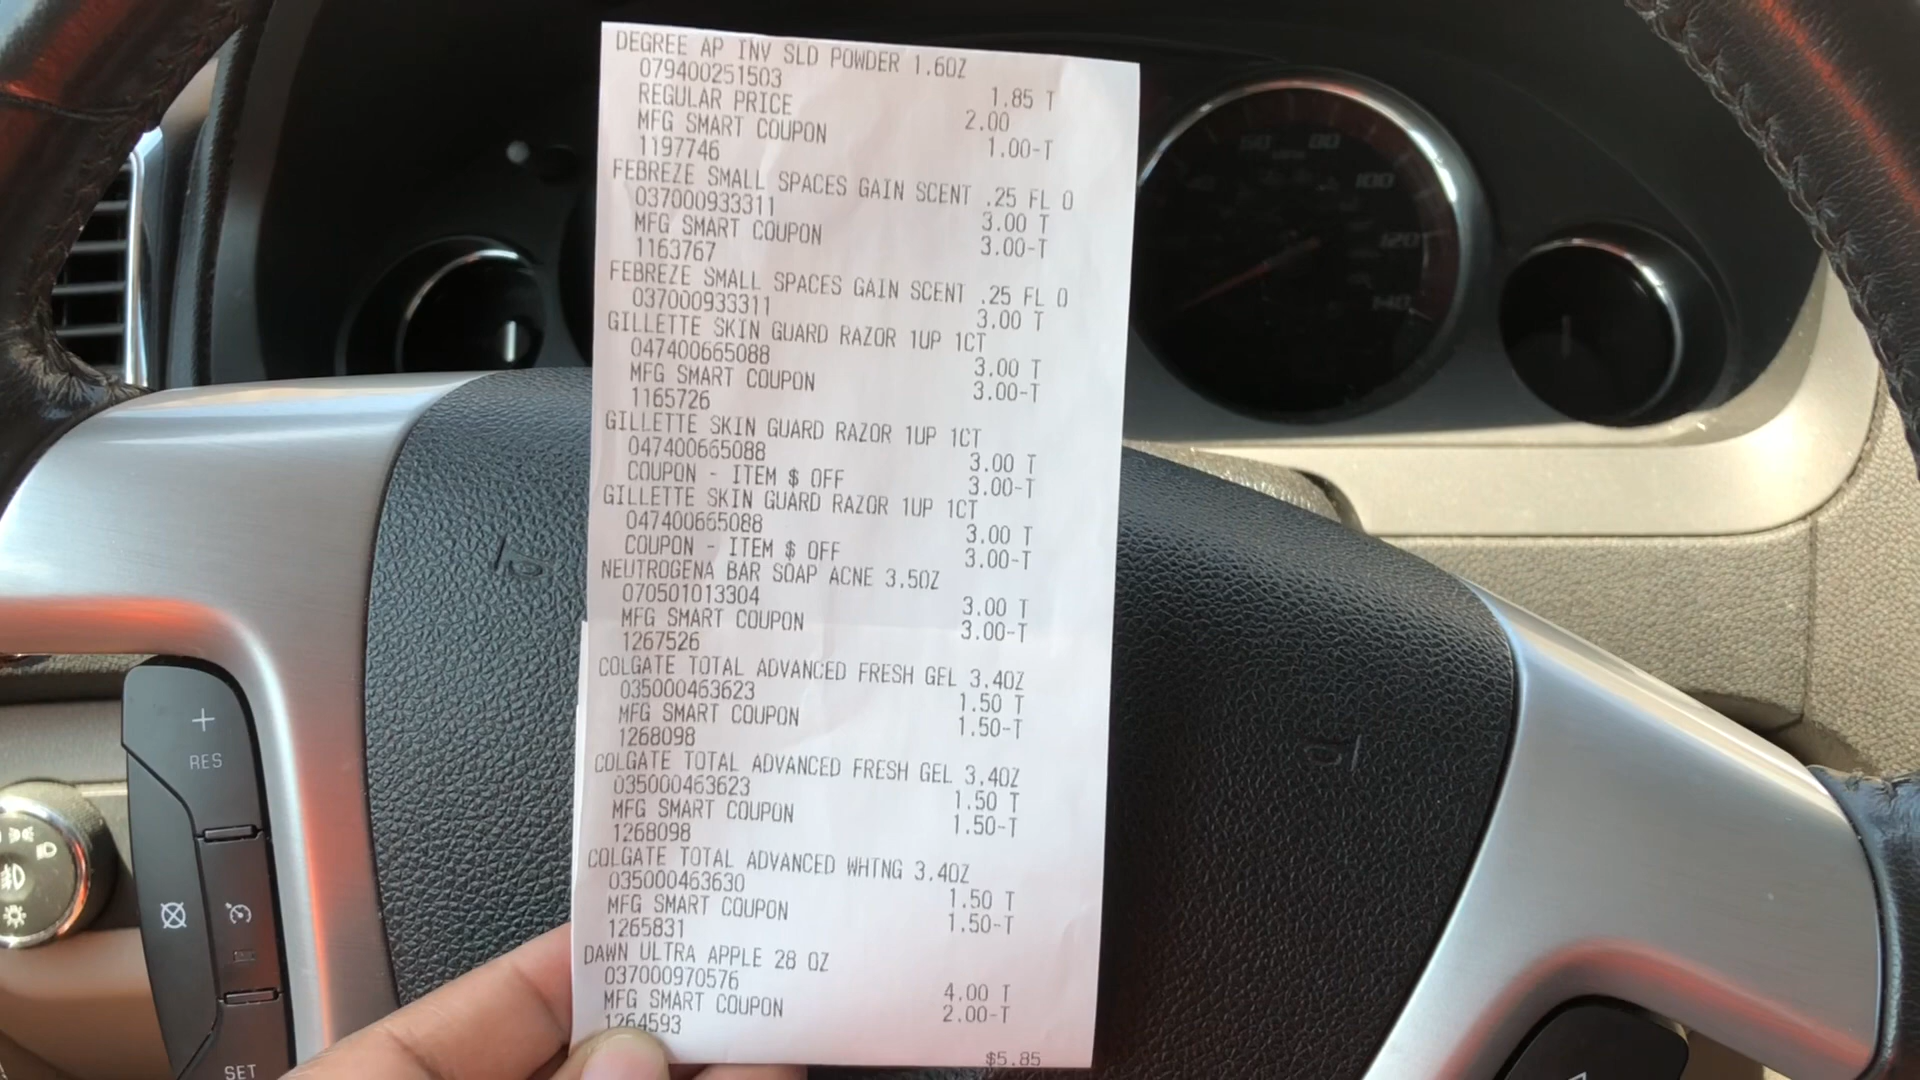 DEGREE AP INV SLD POWDER 1.6OZ
079400251503 1.85 T
REGULAR PRICE 2.00
MFG SMART COUPON 1.00-T
1197746
FEBREZE SMALL SPACES GAIN SCENT .25 FL O
037000933311 3.00 T
MFG SMART COUPON 3.00-T
1163767
FEBREZE SMALL SPACES GAIN SCENT .25 FL O
037000933311 3.00 T
GILLETTE SKIN GUARD RAZOR 1UP 1CT
047400665088 3.00 T
MFG SMART COUPON 3.00-T
1165726
GILLETTE SKIN GUARD RAZOR 1UP 1CT
047400665088 3.00 T
COUPON - ITEM $ OFF 3.00-T
GILLETTE SKIN GUARD RAZOR 1UP 1CT
047400665088 3.00 T
COUPON - ITEM $ OFF 3.00-T
NEUTROGENA BAR SOAP ACNE 3.5OZ
070501013304 3.00 T
MFG SMART COUPON 3.00-T
1267526
COLGATE TOTAL ADVANCED FRESH GEL 3.4OZ
035000463623 1.50 T
MFG SMART COUPON 1.50-T
1268098
COLGATE TOTAL ADVANCED FRESH GEL 3.4OZ
035000463623 1.50 T
MFG SMART COUPON 1.50-T
1268098
COLGATE TOTAL ADVANCED WHTNG 3.4OZ
035000463630 1.50 T
MFG SMART COUPON 1.50-T
1265831
DAWN ULTRA APPLE 28 OZ
037000970576 4.00 T
MFG SMART COUPON 2.00-T
1264593
$5.85
+
RES
SET
80
100
120
140